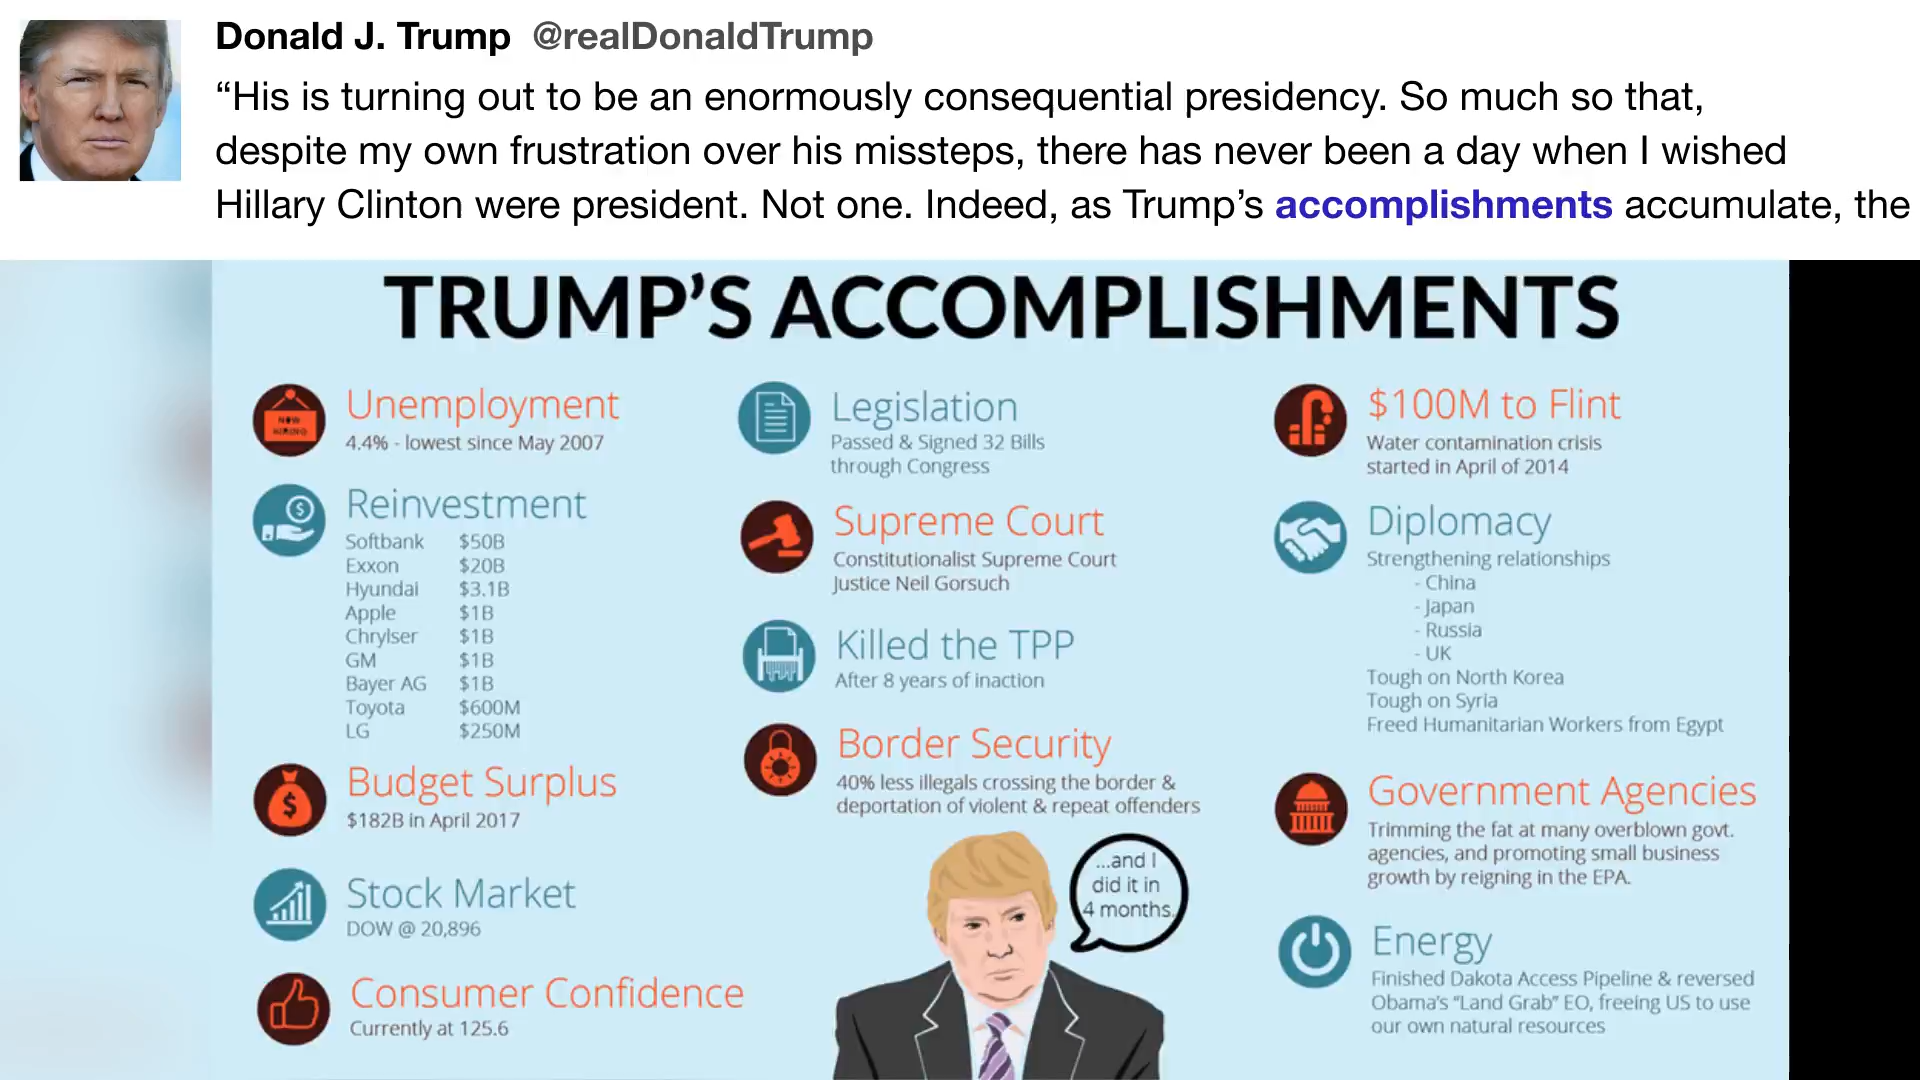 Donald J. Trump @realDonaldTrump
“His is turning out to be an enormously consequential presidency. So much so that,
despite my own frustration over his missteps, there has never been a day when I wished
Hillary Clinton were president. Not one. Indeed, as Trump’s accomplishments accumulate, the
TRUMP’S ACCOMPLISHMENTS
NOW
HIRING
Unemployment
4.4% - lowest since May 2007
Reinvestment
Softbank $50B
Exxon $20B
Hyundai $3.1B
Apple $1B
Chrylser $1B
GM $1B
Bayer AG $1B
Toyota $600M
LG $250M
Budget Surplus
$182B in April 2017
Stock Market
DOW @ 20,896
Consumer Confidence
Currently at 125.6
Legislation
Passed & Signed 32 Bills
through Congress
Supreme Court
Constitutionalist Supreme Court
Justice Neil Gorsuch
Killed the TPP
After 8 years of inaction
Border Security
40% less illegals crossing the border &
deportation of violent & repeat offenders
...and I
did it in
4 months.
$100M to Flint
Water contamination crisis
started in April of 2014
Diplomacy
Strengthening relationships
- China
- Japan
- Russia
- UK
Tough on North Korea
Tough on Syria
Freed Humanitarian Workers from Egypt
Government Agencies
Trimming the fat at many overblown govt.
agencies, and promoting small business
growth by reigning in the EPA.
Energy
Finished Dakota Access Pipeline & reversed
Obama’s “Land Grab” EO, freeing US to use
our own natural resources